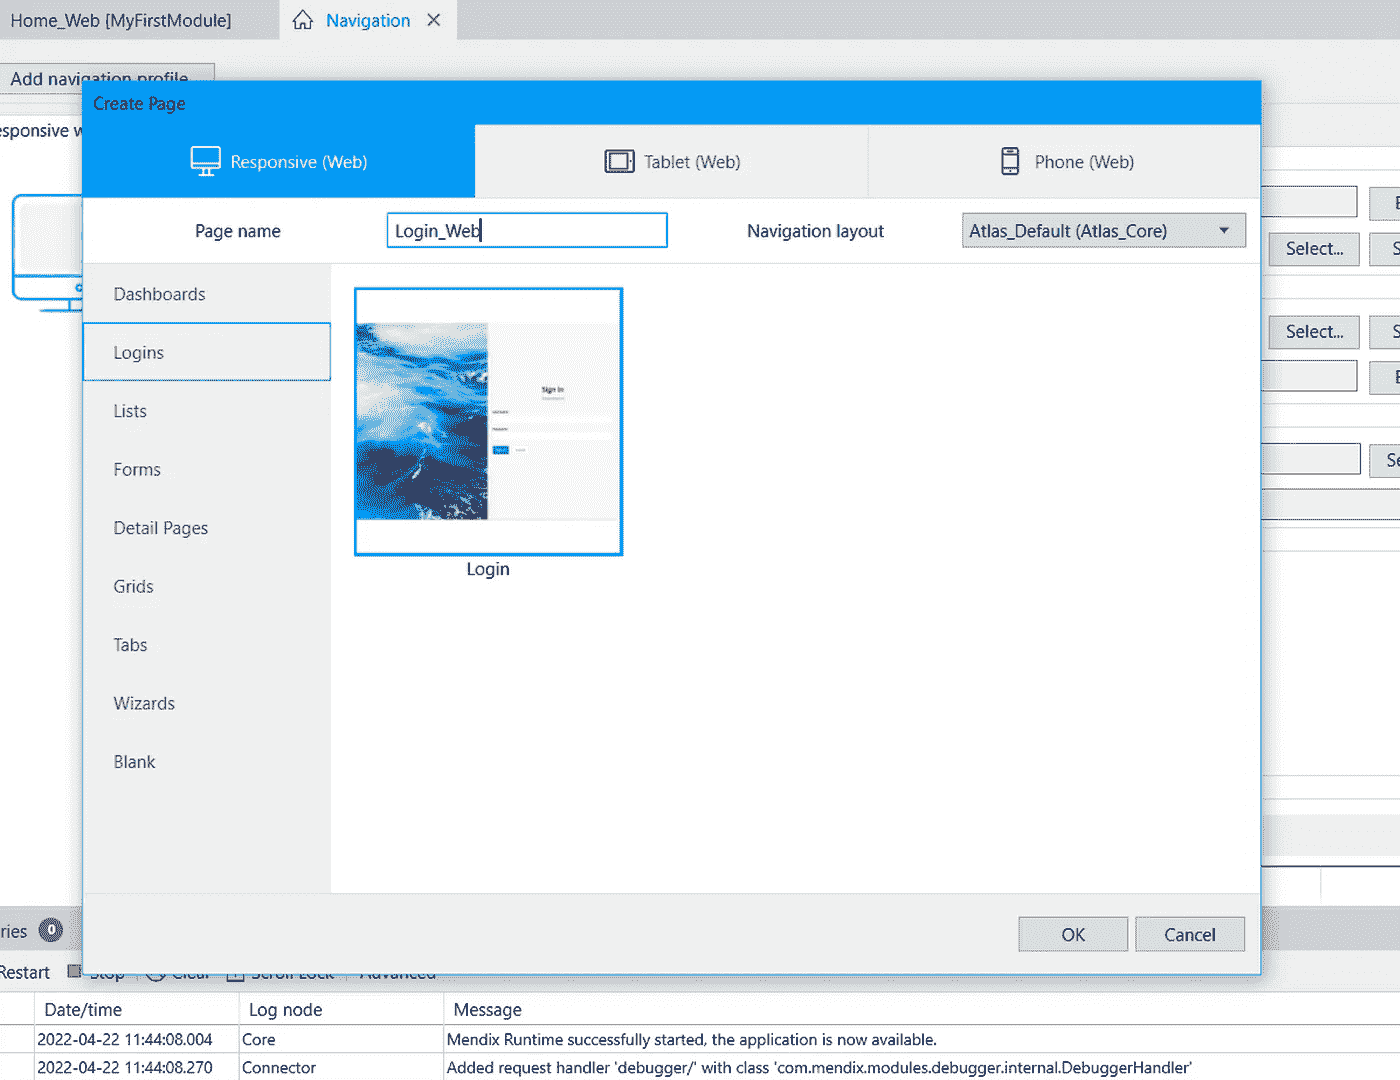 Home_Web [MyFirstModule]
Navigation
Add navigation profile
Create Page
Responsive (Web)
Tablet (Web)
Phone (Web)
Page name
Login_Web
Navigation layout
Atlas_Default (Atlas_Core)
Select...
Select...
Dashboards
Logins
Lists
Forms
Detail Pages
Grids
Tabs
Wizards
Blank
Sign in
Login
OK
Cancel
0
Restart
Stop
Clear
Scroll Lock
Advanced
Date/time
Log node
Message
2022-04-22 11:44:08.004
Core
Mendix Runtime successfully started, the application is now available.
2022-04-22 11:44:08.270
Connector
Added request handler 'debugger/' with class 'com.mendix.modules.debugger.internal.DebuggerHandler'